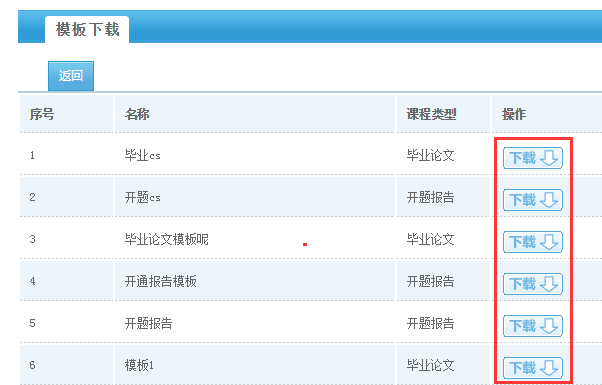 模板下载
返回
序号 名称 课程类型 操作
1 毕业cs 毕业论文 下载
2 开题cs 开题报告 下载
3 毕业论文模板呢 毕业论文 下载
4 开通报告模板 开题报告 下载
5 开题报告 开题报告 下载
6 模板1 毕业论文 下载